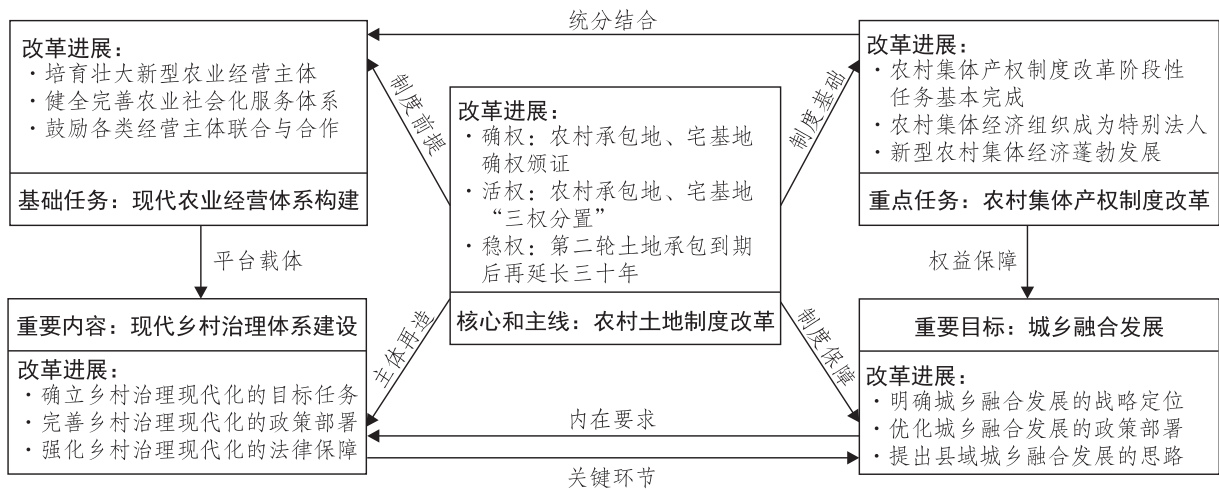 统分结合
改革进展：
·培育壮大新型农业经营主体
·健全完善农业社会化服务体系
·鼓励各类经营主体联合与合作
基础任务：现代农业经营体系构建
制度前提
改革进展：
·确权：农村承包地、宅基地
确权颁证
·活权：农村承包地、宅基地
“三权分置”
·稳权：第二轮土地承包到期
后再延长三十年
核心和主线：农村土地制度改革
制度基础
改革进展：
·农村集体产权制度改革阶段性
任务基本完成
·农村集体经济组织成为特别法人
·新型农村集体经济蓬勃发展
重点任务：农村集体产权制度改革
平台载体
权益保障
重要内容：现代乡村治理体系建设
改革进展：
·确立乡村治理现代化的目标任务
·完善乡村治理现代化的政策部署
·强化乡村治理现代化的法律保障
主体再造
制度保障
重要目标：城乡融合发展
改革进展：
·明确城乡融合发展的战略定位
·优化城乡融合发展的政策部署
·提出县域城乡融合发展的思路
内在要求
关键环节